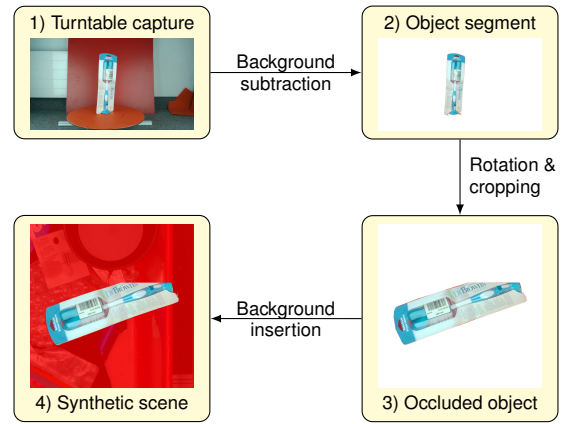 1) Turntable capture
Background
subtraction
2) Object segment
Rotation &
cropping
3) Occluded object
Background
insertion
4) Synthetic scene